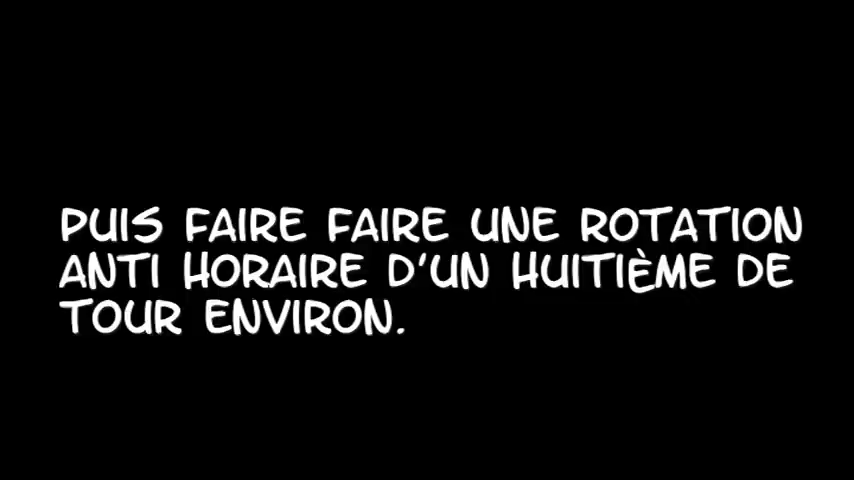 PUIS FAIRE FAIRE UNE ROTATION
ANTI HORAIRE D'UN HUITIÈME DE
TOUR ENVIRON.